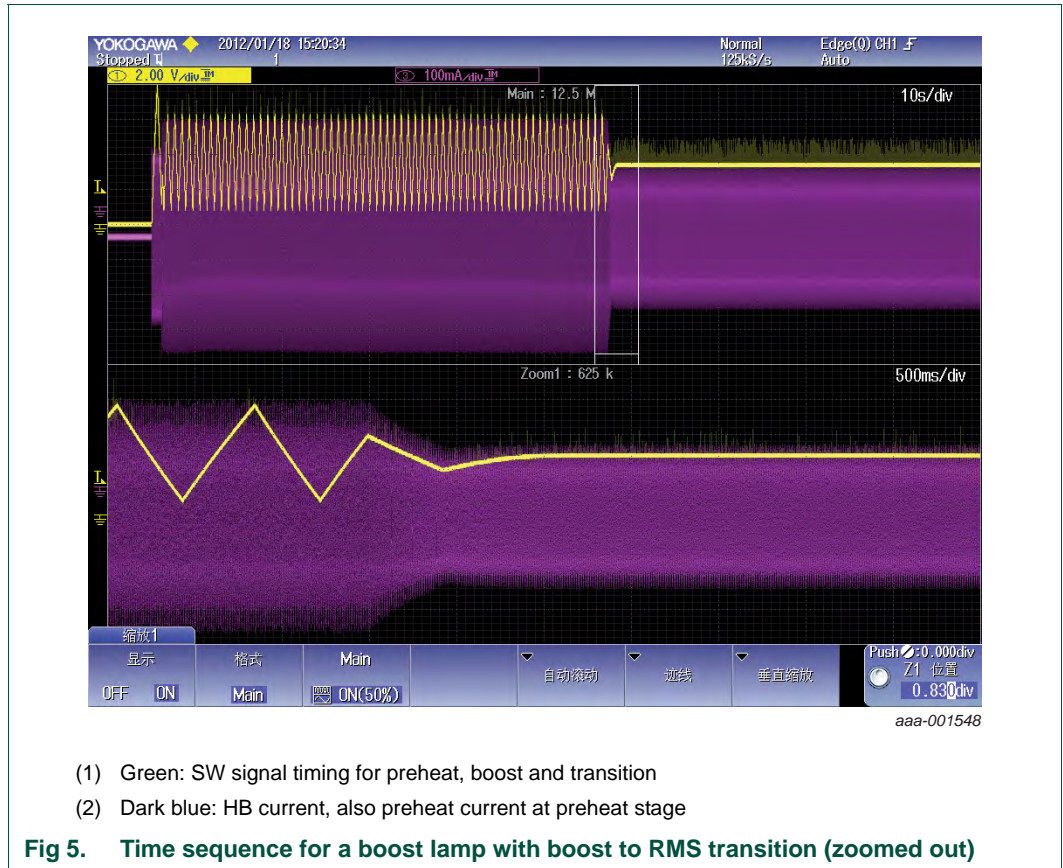 YOKOGAWA 2012/01/18 15:20:34 Normal Edge(Q) CH1
Stopped 1 125kS/s Auto
① 2.00 V/div ③ 100mA/div
Main : 12.5 M 10s/div
Zoom1 : 625 k 500ms/div
缩放1
显示 格式 Main 自动滚动 迹线 垂直缩放 Push :0.000div
Z1 位置
OFF ON Main ON(50%) 0.830div
aaa-001548
(1) Green: SW signal timing for preheat, boost and transition
(2) Dark blue: HB current, also preheat current at preheat stage
Fig 5. Time sequence for a boost lamp with boost to RMS transition (zoomed out)